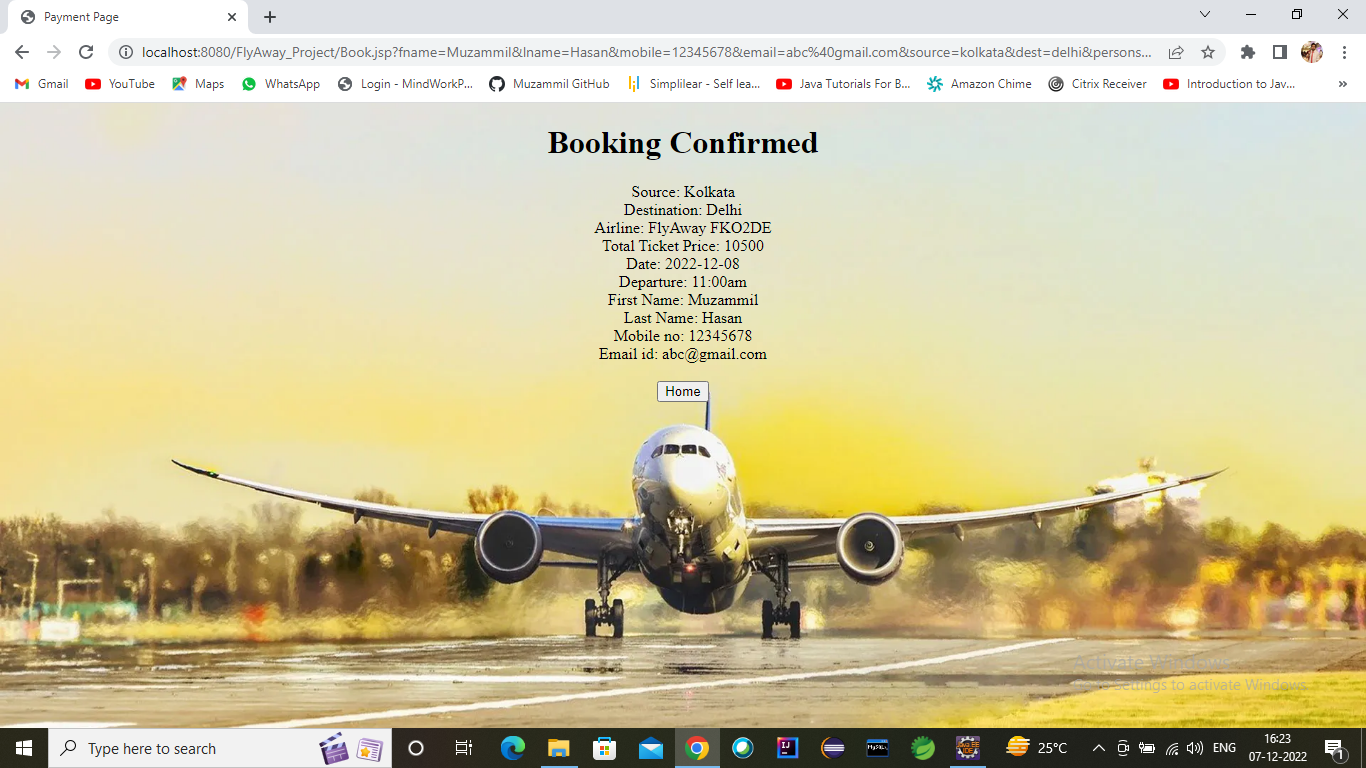 Payment Page
localhost:8080/FlyAway_Project/Book.jsp?fname=Muzammil&lname=Hasan&mobile=12345678&email=abc%40gmail.com&source=kolkata&dest=delhi&persons...
Gmail YouTube Maps WhatsApp Login - MindWorkP... Muzammil GitHub Simplilear - Self lea... Java Tutorials For B... Amazon Chime Citrix Receiver Introduction to Jav... »
Booking Confirmed
Source: Kolkata
Destination: Delhi
Airline: FlyAway FKO2DE
Total Ticket Price: 10500
Date: 2022-12-08
Departure: 11:00am
First Name: Muzammil
Last Name: Hasan
Mobile no: 12345678
Email id: abc@gmail.com
Home
Activate Windows
settings to activate Windows.
Type here to search
25°C ENG 16:23
07-12-2022
1